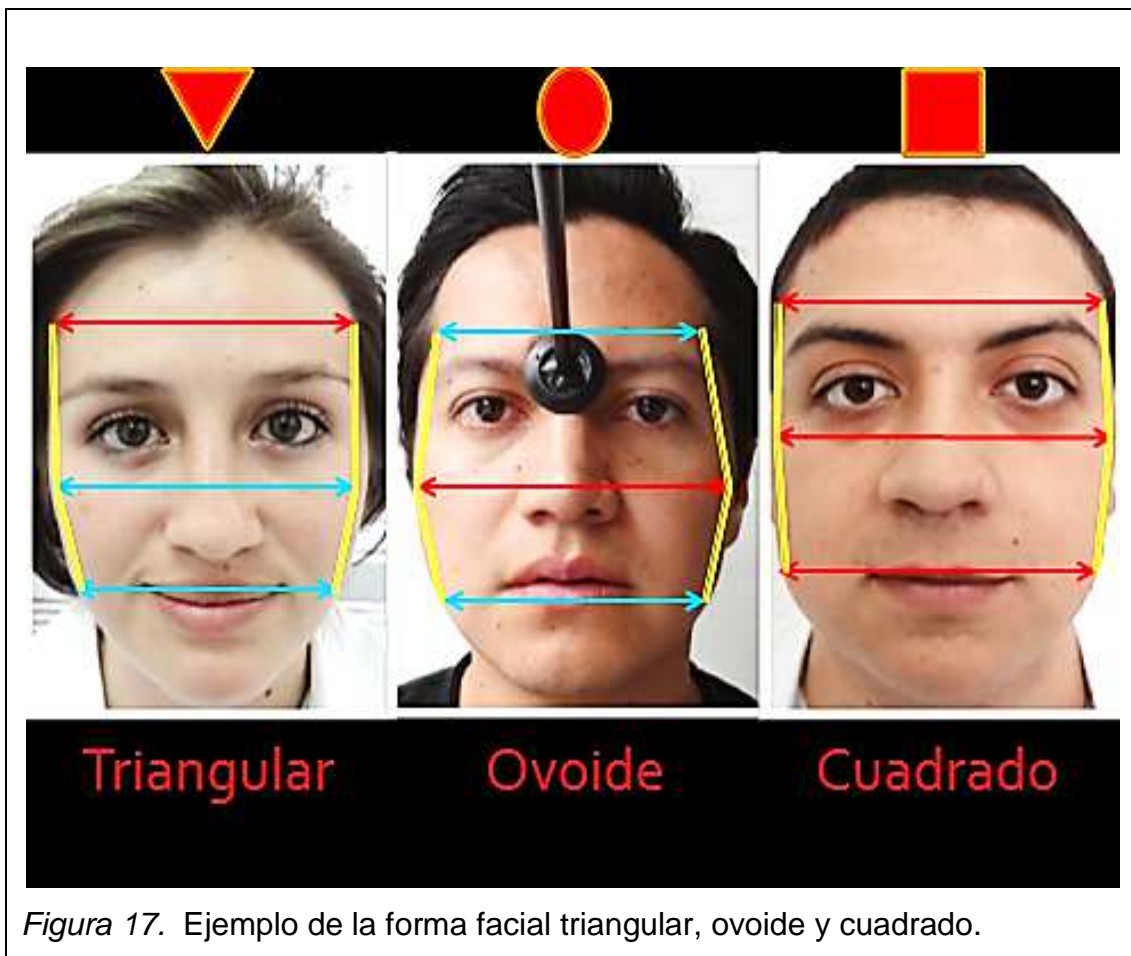 Triangular
Ovoide
Cuadrado
Figura 17. Ejemplo de la forma facial triangular, ovoide y cuadrado.